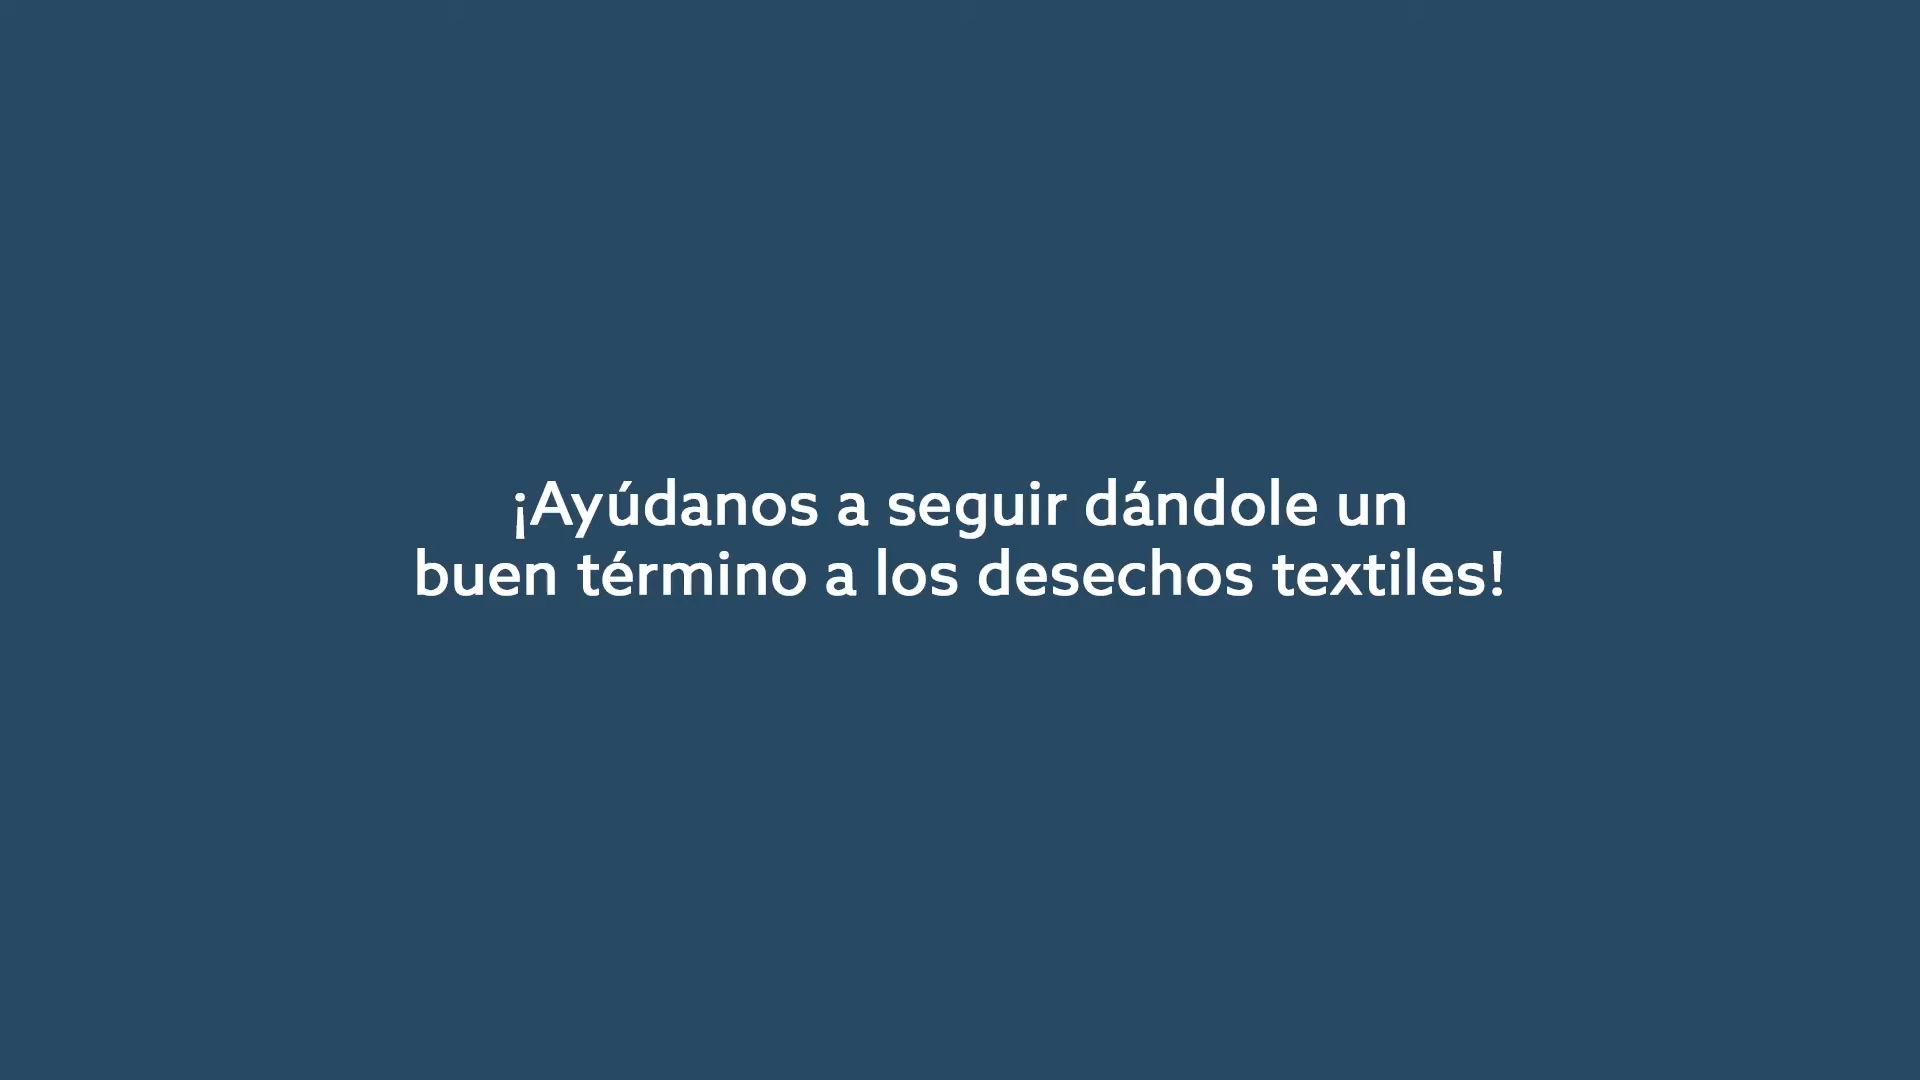 ¡Ayúdanos a seguir dándole un
buen término a los desechos textiles!